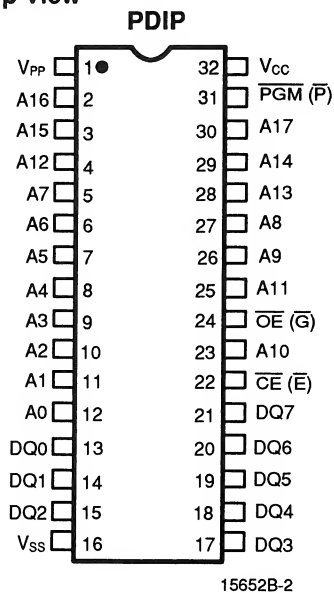 PDIP
VPP 1 32 VCC
A16 2 31 PGM (P)
A15 3 30 A17
A12 4 29 A14
A7 5 28 A13
A6 6 27 A8
A5 7 26 A9
A4 8 25 A11
A3 9 24 OE (G)
A2 10 23 A10
A1 11 22 CE (E)
A0 12 21 DQ7
DQ0 13 20 DQ6
DQ1 14 19 DQ5
DQ2 15 18 DQ4
VSS 16 17 DQ3
15652B-2